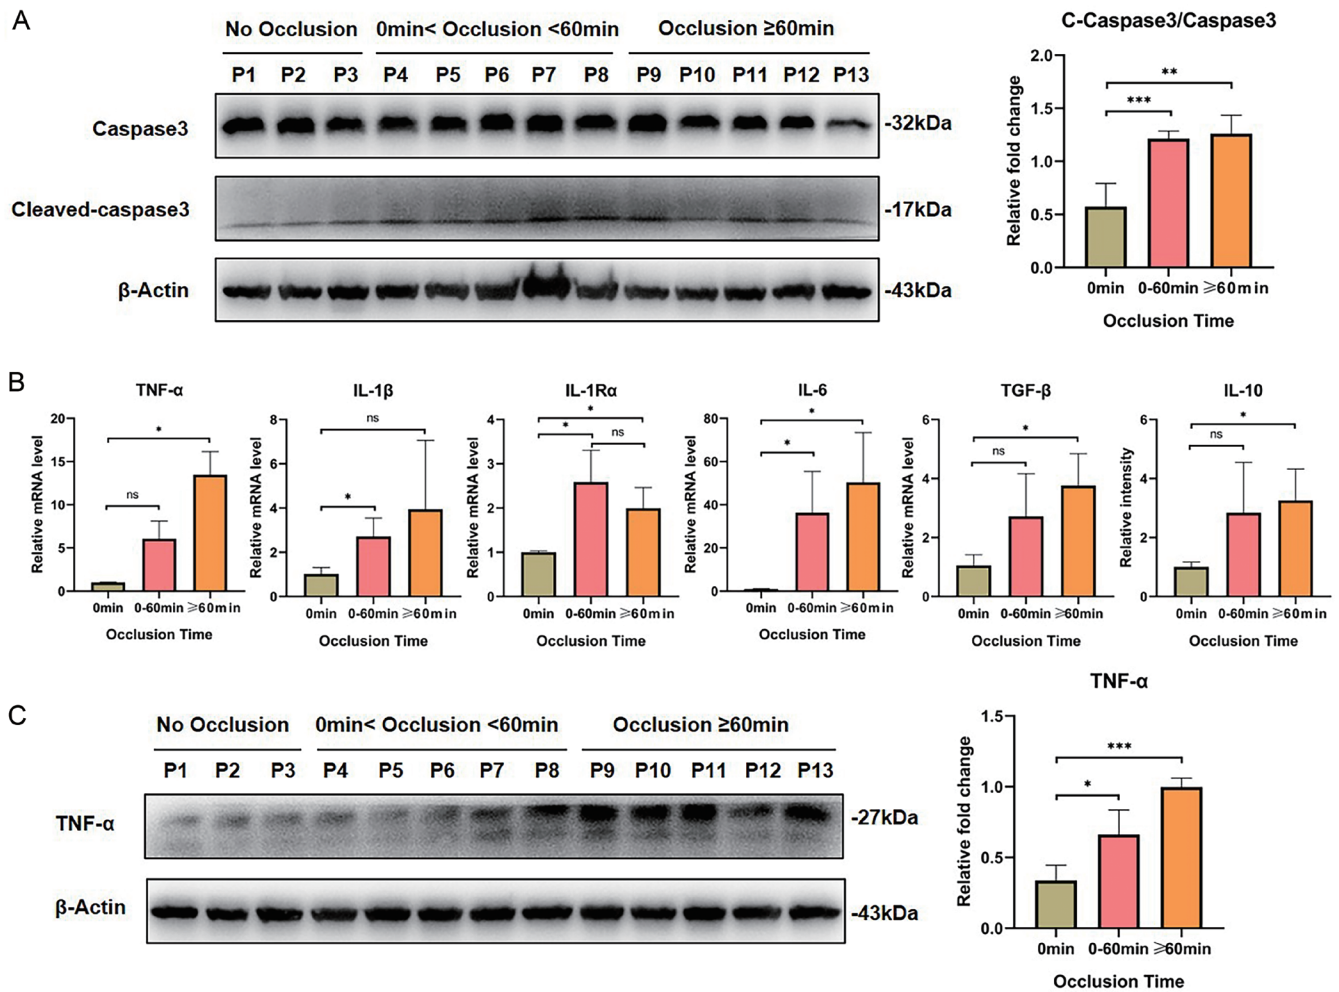 A
No Occlusion 0min< Occlusion <60min Occlusion ≥60min
P1 P2 P3 P4 P5 P6 P7 P8 P9 P10 P11 P12 P13
Caspase3 -32kDa
Cleaved-caspase3 -17kDa
β-Actin -43kDa
C-Caspase3/Caspase3
Relative fold change
2.0
1.5
1.0
0.5
0.0
**
***
0min 0-60min ≥60min
Occlusion Time
B
TNF-α
Relative mRNA level
20
15
10
5
0
*
ns
0min 0-60min ≥60min
Occlusion Time
IL-1β
Relative mRNA level
8
6
4
2
0
ns
*
0min 0-60min ≥60min
Occlusion Time
IL-1Rα
Relative mRNA level
4
3
2
1
0
*
* ns
0min 0-60min ≥60min
Occlusion Time
IL-6
Relative mRNA level
80
60
40
20
0
*
*
0min 0-60min ≥60min
Occlusion Time
TGF-β
Relative mRNA level
6
4
2
0
*
ns
0min 0-60min ≥60min
Occlusion Time
IL-10
Relative intensity
6
4
2
0
*
ns
0min 0-60min ≥60min
Occlusion Time
C
No Occlusion 0min< Occlusion <60min Occlusion ≥60min
P1 P2 P3 P4 P5 P6 P7 P8 P9 P10 P11 P12 P13
TNF-α -27kDa
β-Actin -43kDa
TNF-α
Relative fold change
1.5
1.0
0.5
0.0
***
*
0min 0-60min ≥60min
Occlusion Time